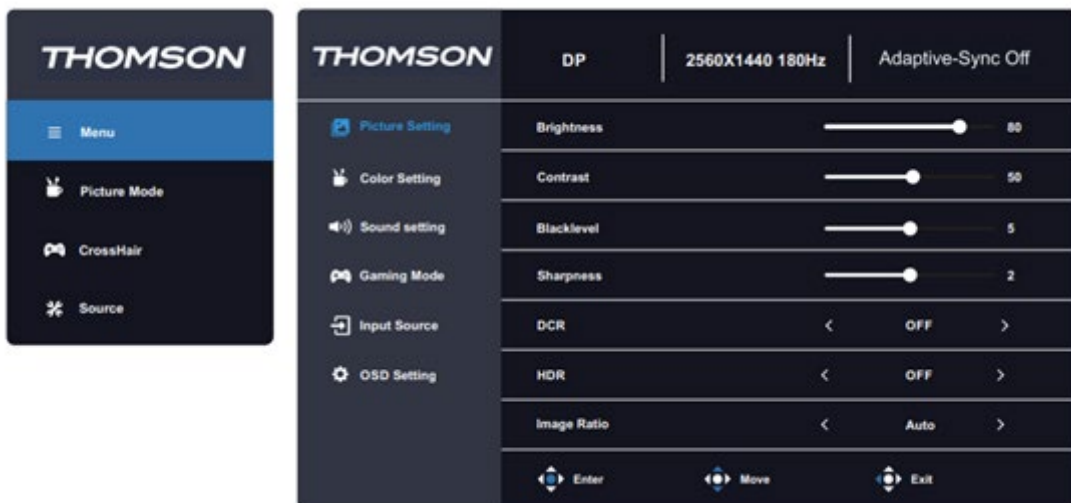 THOMSON
Menu
Picture Mode
CrossHair
Source
THOMSON
DP
2560X1440 180Hz
Adaptive-Sync Off
Picture Setting
Color Setting
Sound setting
Gaming Mode
Input Source
OSD Setting
Brightness 80
Contrast 50
Blacklevel 5
Sharpness 2
DCR < OFF >
HDR < OFF >
Image Ratio < Auto >
Enter Move Exit